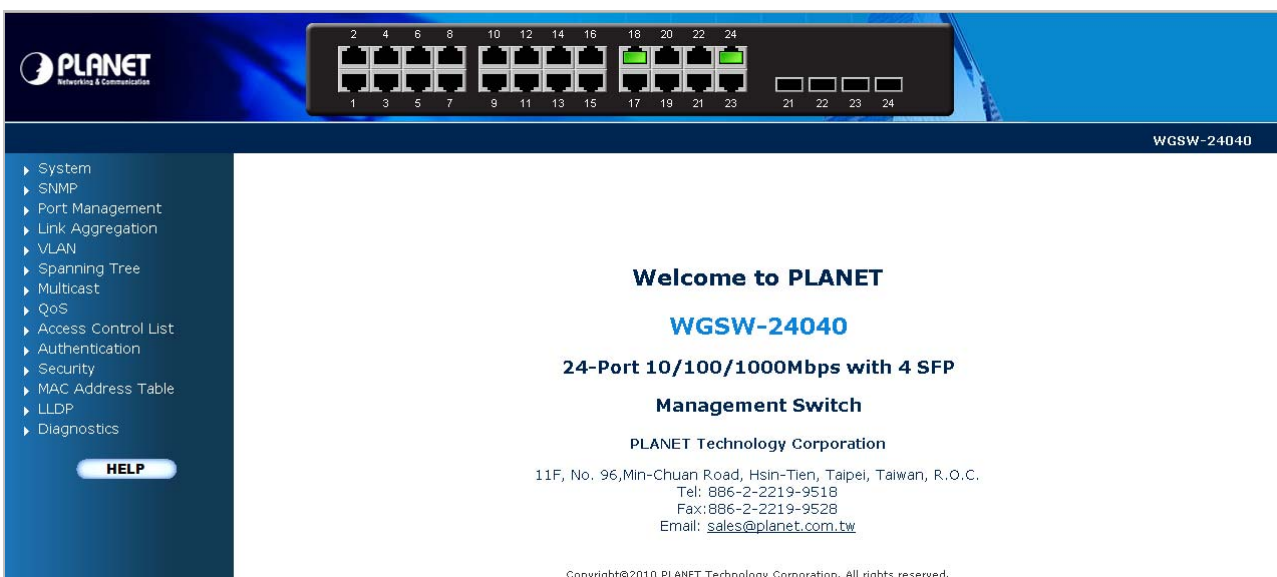 PLANET
Networking & Communication
2 4 6 8 10 12 14 16 18 20 22 24
1 3 5 7 9 11 13 15 17 19 21 23 21 22 23 24
WGSW-24040
System
SNMP
Port Management
Link Aggregation
VLAN
Spanning Tree
Multicast
QoS
Access Control List
Authentication
Security
MAC Address Table
LLDP
Diagnostics
HELP
Welcome to PLANET
WGSW-24040
24-Port 10/100/1000Mbps with 4 SFP
Management Switch
PLANET Technology Corporation
11F, No. 96,Min-Chuan Road, Hsin-Tien, Taipei, Taiwan, R.O.C.
Tel: 886-2-2219-9518
Fax:886-2-2219-9528
Email: sales@planet.com.tw
Copyright©2010 PLANET Technology Corporation. All rights reserved.